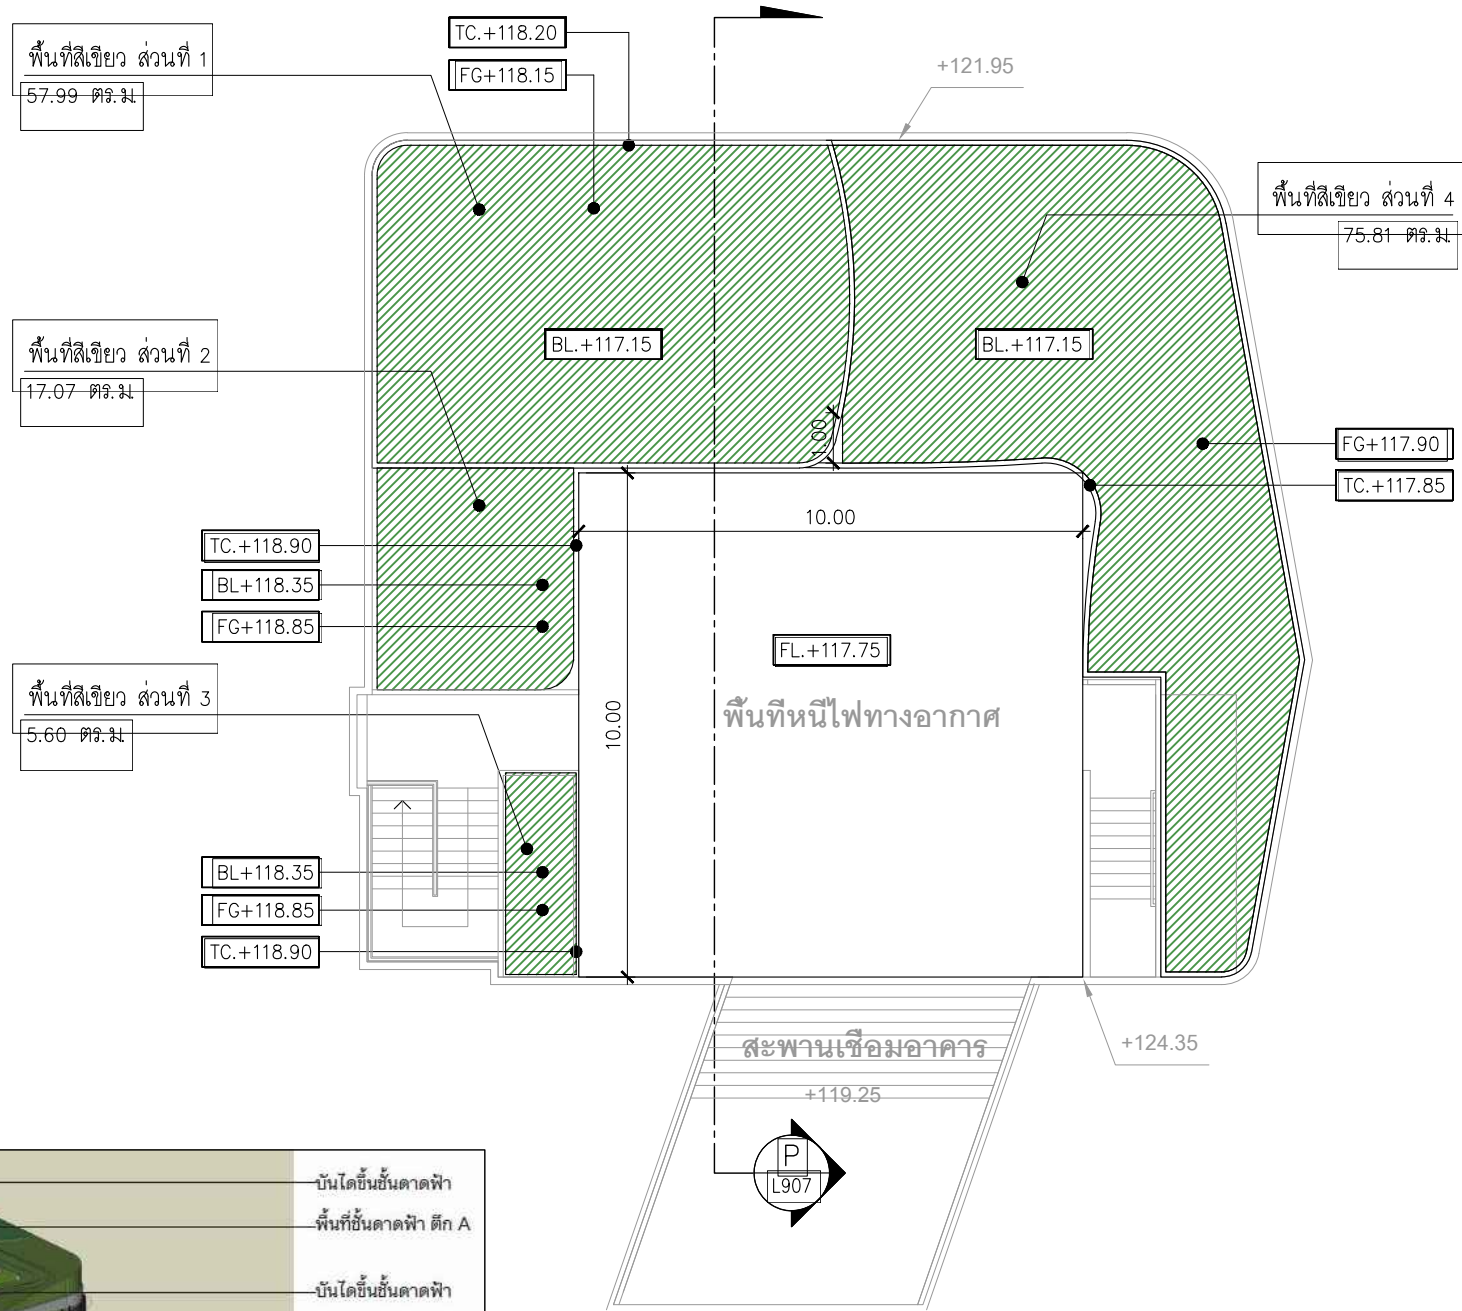 พื้นที่สีเขียว ส่วนที่ 1
57.99 ตร.ม.
TC.+118.20
FG+118.15
+121.95
พื้นที่สีเขียว ส่วนที่ 4
75.81 ตร.ม.
พื้นที่สีเขียว ส่วนที่ 2
17.07 ตร.ม.
BL.+117.15
BL.+117.15
1.00
FG+117.90
TC.+117.85
10.00
TC.+118.90
BL+118.35
FG+118.85
FL.+117.75
พื้นที่หนีไฟทางอากาศ
10.00
พื้นที่สีเขียว ส่วนที่ 3
5.60 ตร.ม.
BL+118.35
FG+118.85
TC.+118.90
สะพานเชื่อมอาคาร
+119.25
+124.35
P
L907
บันไดขึ้นชั้นดาดฟ้า
พื้นที่ชั้นดาดฟ้า ตึก A
บันไดขึ้นชั้นดาดฟ้า